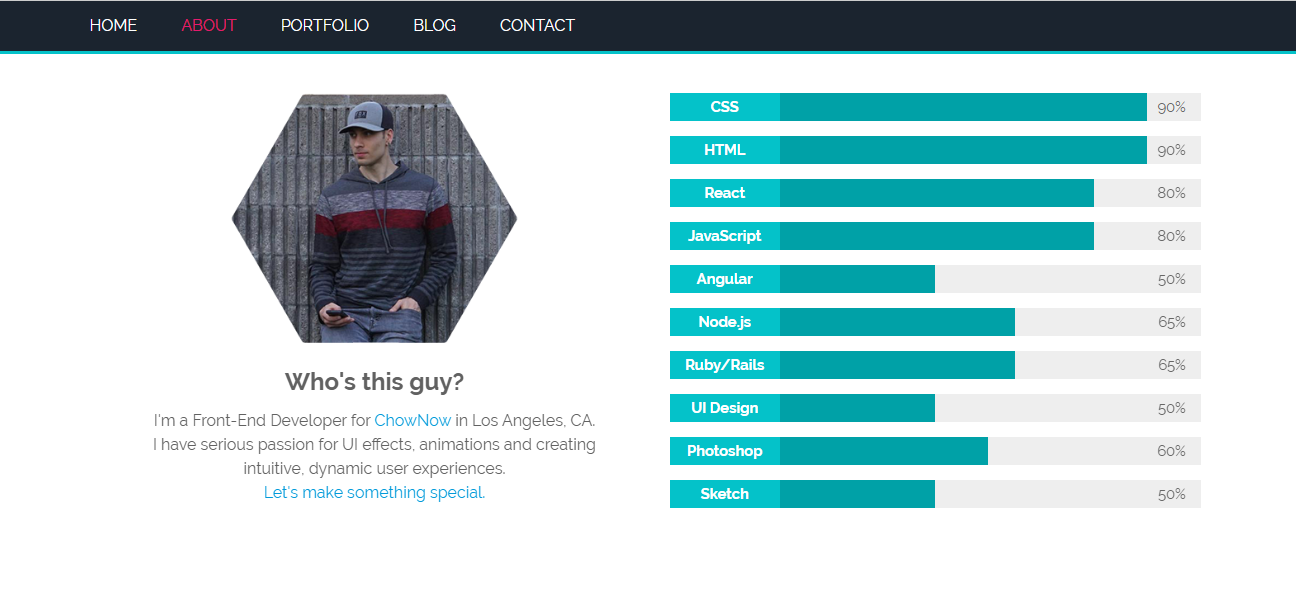 HOME ABOUT PORTFOLIO BLOG CONTACT
Who's this guy?
I'm a Front-End Developer for ChowNow in Los Angeles, CA.
I have serious passion for UI effects, animations and creating
intuitive, dynamic user experiences.
Let's make something special.
CSS 90%
HTML 90%
React 80%
JavaScript 80%
Angular 50%
Node.js 65%
Ruby/Rails 65%
UI Design 50%
Photoshop 60%
Sketch 50%